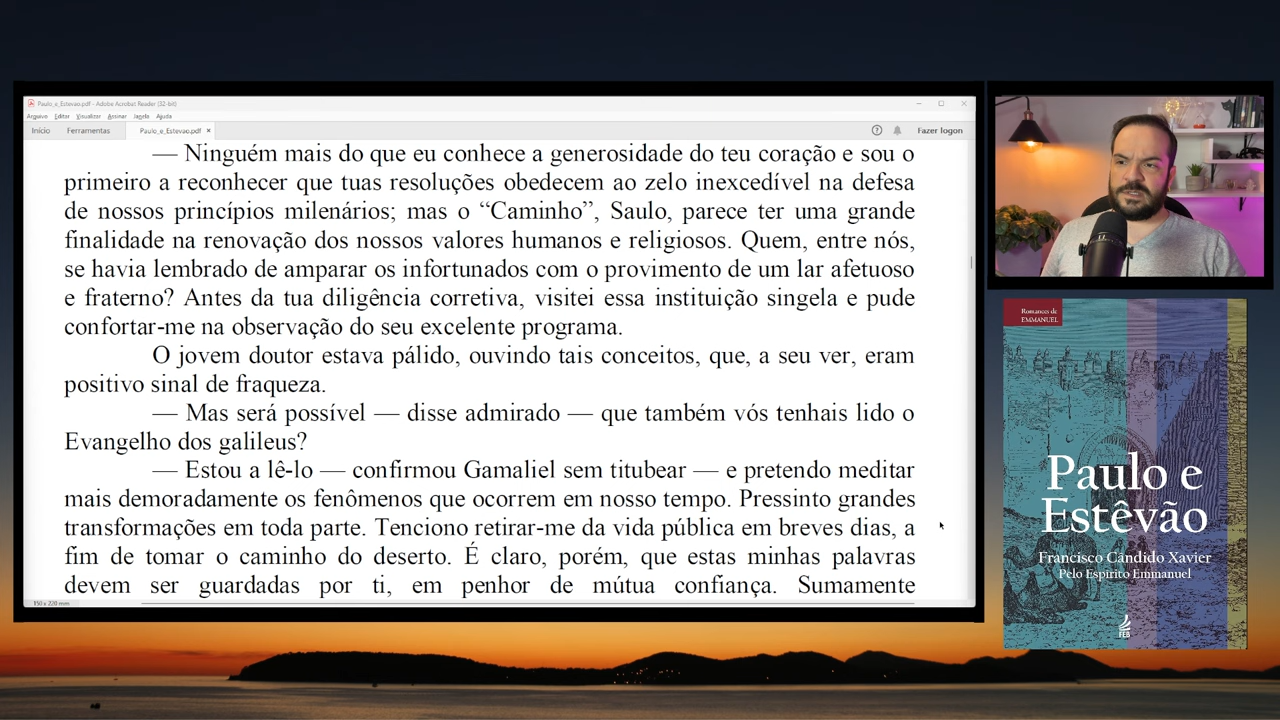 Paulo_e_Estevao.pdf - Adobe Acrobat Reader (32-bit)
Arquivo Editar Visualizar Assinar Janela Ajuda
Início Ferramentas Paulo_e_Estevao.pdf × Fazer logon
— Ninguém mais do que eu conhece a generosidade do teu coração e sou o
primeiro a reconhecer que tuas resoluções obedecem ao zelo inexcedível na defesa
de nossos princípios milenários; mas o “Caminho”, Saulo, parece ter uma grande
finalidade na renovação dos nossos valores humanos e religiosos. Quem, entre nós,
se havia lembrado de amparar os infortunados com o provimento de um lar afetuoso
e fraterno? Antes da tua diligência corretiva, visitei essa instituição singela e pude
confortar-me na observação do seu excelente programa.
O jovem doutor estava pálido, ouvindo tais conceitos, que, a seu ver, eram
positivo sinal de fraqueza.
— Mas será possível — disse admirado — que também vós tenhais lido o
Evangelho dos galileus?
— Estou a lê-lo — confirmou Gamaliel sem titubear — e pretendo meditar
mais demoradamente os fenômenos que ocorrem em nosso tempo. Pressinto grandes
transformações em toda parte. Tenciono retirar-me da vida pública em breves dias, a
fim de tomar o caminho do deserto. É claro, porém, que estas minhas palavras
devem ser guardadas por ti, em penhor de mútua confiança. Sumamente
150 x 220 mm
Romances de
EMMANUEL
Paulo e
Estêvão
Francisco Cândido Xavier
Pelo Espírito Emmanuel
FEB